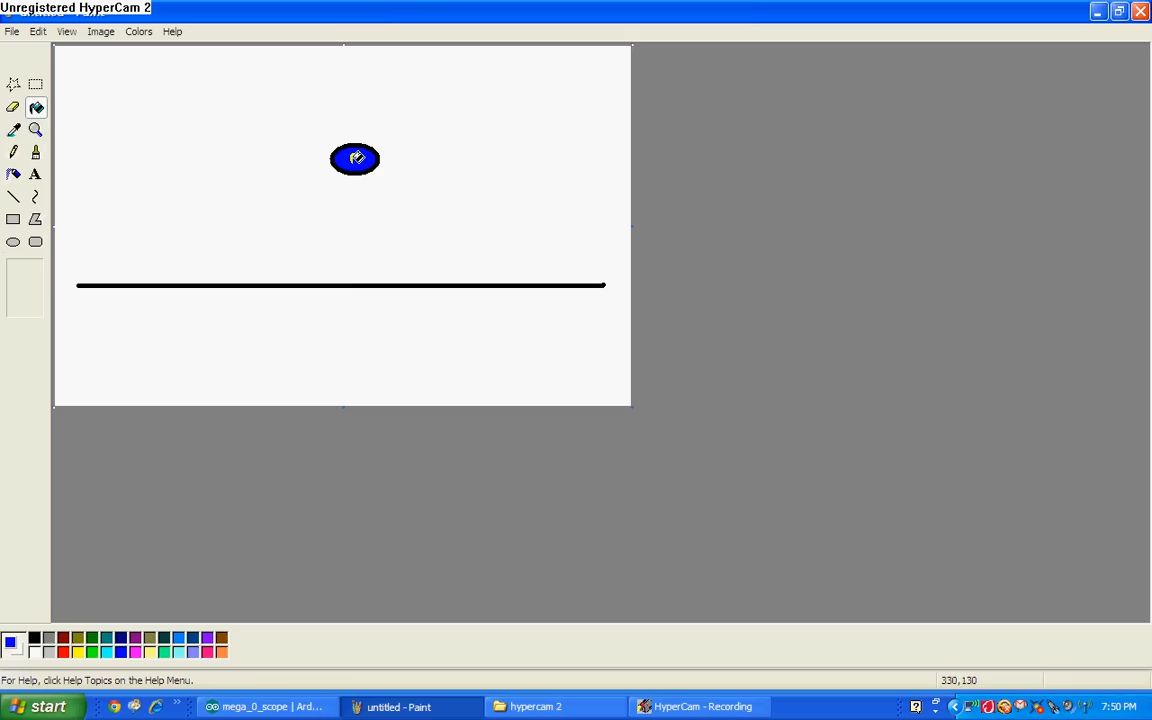 Unregistered HyperCam 2
File Edit View Image Colors Help
A
For Help, click Help Topics on the Help Menu.
330,130
start
mega_0_scope | Ard...
untitled - Paint
hypercam 2
HyperCam - Recording
7:50 PM